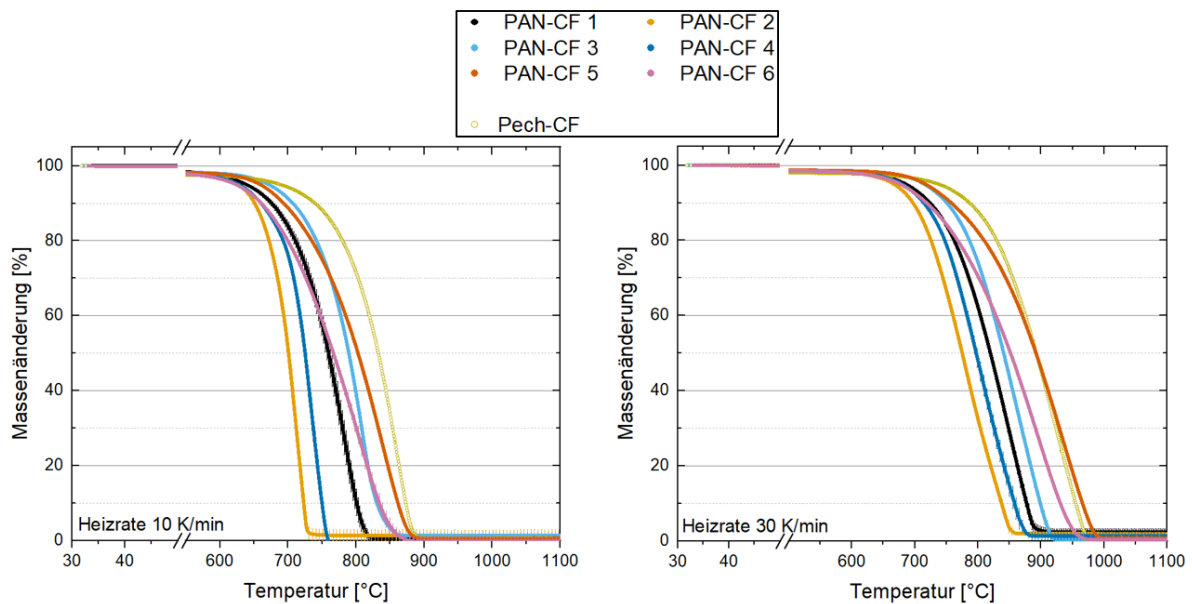 PAN-CF 1 PAN-CF 2
PAN-CF 3 PAN-CF 4
PAN-CF 5 PAN-CF 6
Pech-CF
Massenänderung [%]
100
80
60
40
20
0
Heizrate 10 K/min
30 40 600 700 800 900 1000 1100
Temperatur [°C]
Massenänderung [%]
100
80
60
40
20
0
Heizrate 30 K/min
30 40 600 700 800 900 1000 1100
Temperatur [°C]